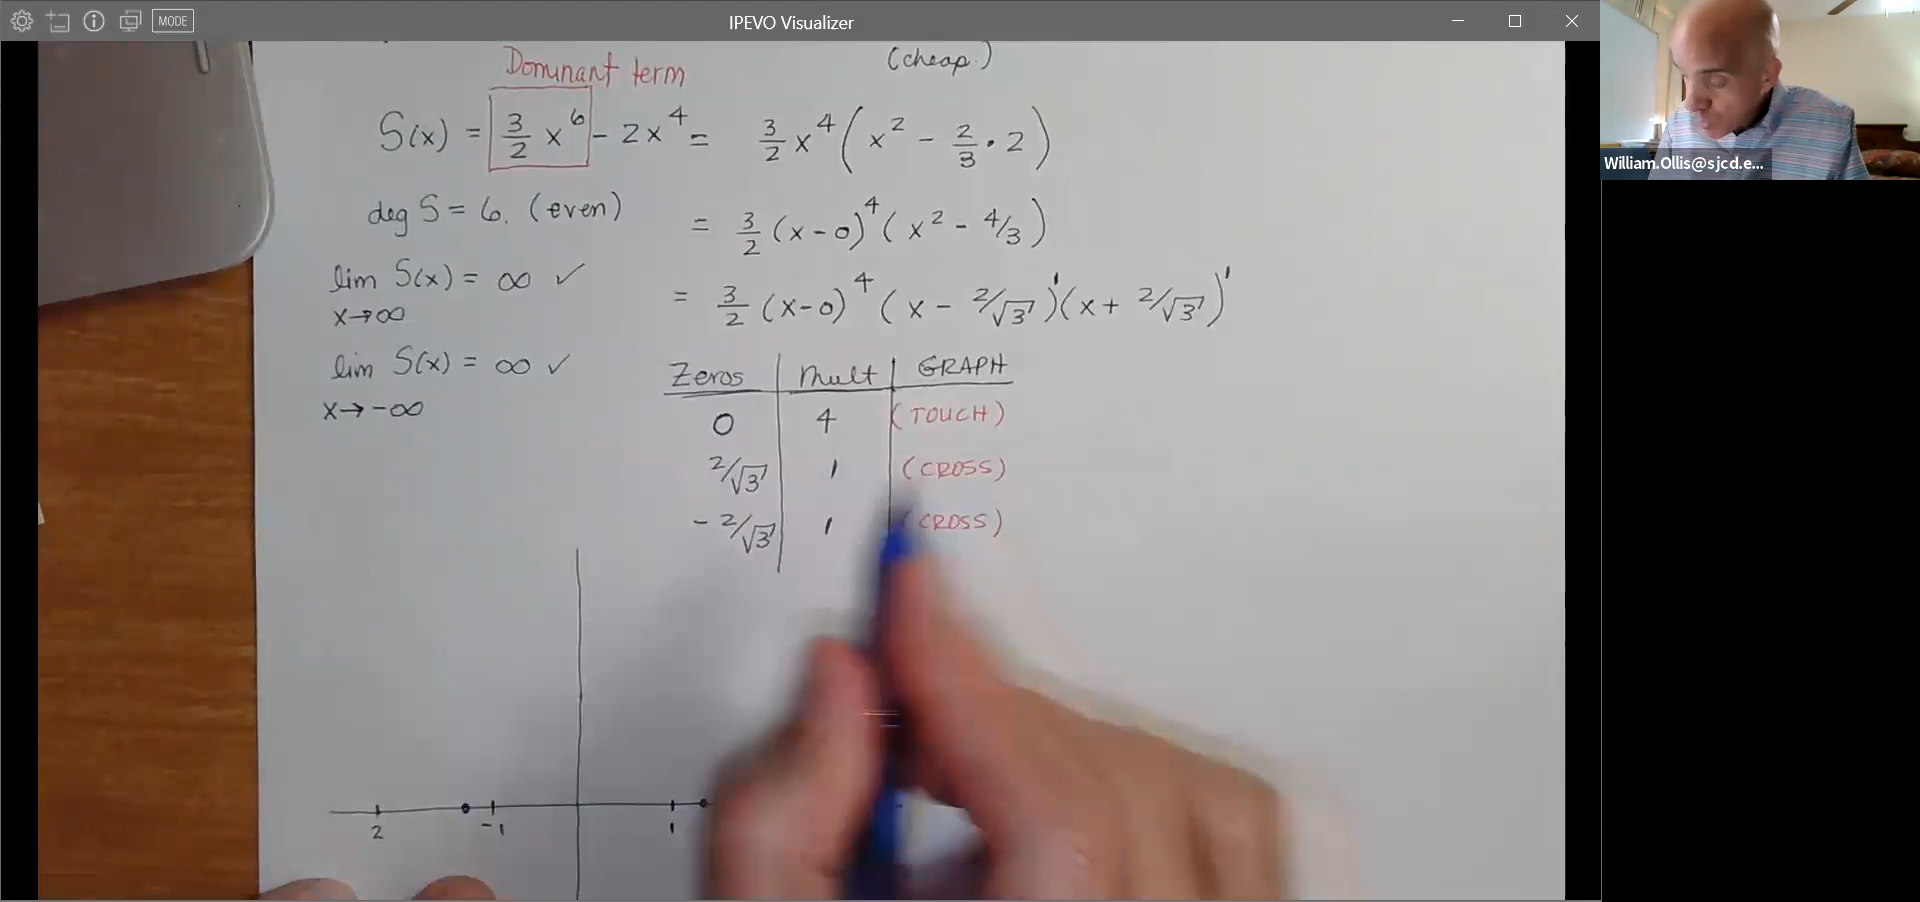 MODE
IPEVO Visualizer
William.Ollis@sjcd.e...
Dominant term
(cheap.)
S(x) = 3/2 x^6 - 2x^4 = 3/2 x^4 (x^2 - 2/3 · 2)
deg S = 6. (even)
= 3/2 (x-0)^4 (x^2 - 4/3)
lim S(x) = ∞ ✓
x→∞
= 3/2 (x-0)^4 (x - 2/√3)^1 (x + 2/√3)^1
lim S(x) = ∞ ✓
x→-∞
Zeros | Mult | GRAPH
0 | 4 | (TOUCH)
2/√3 | 1 | (CROSS)
- 2/√3 | 1 | (CROSS)
2 -1 1